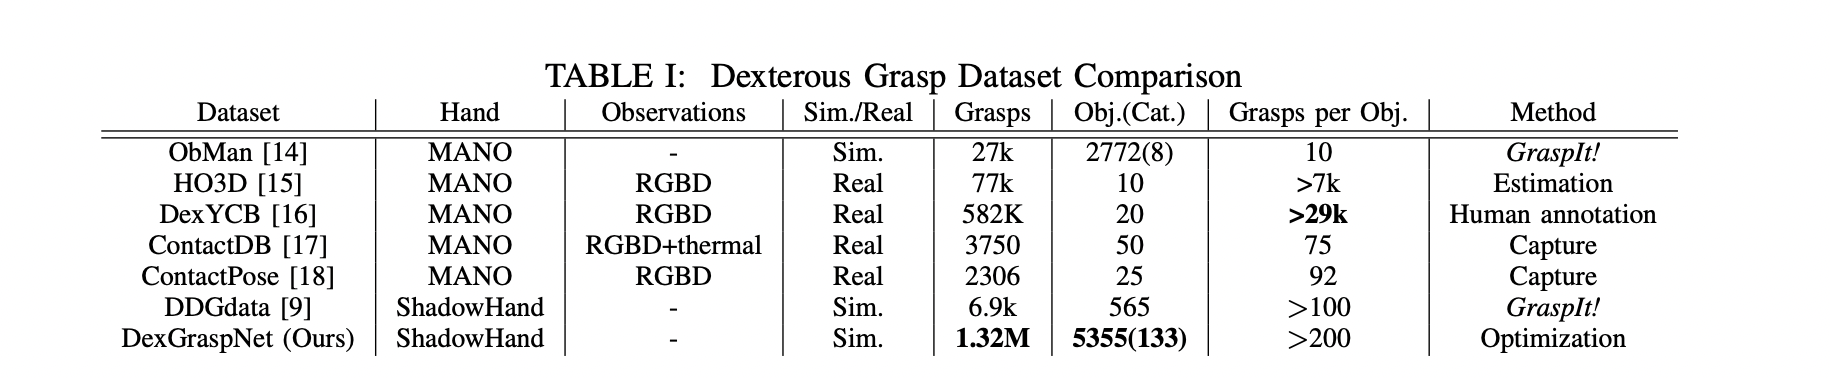 TABLE I: Dexterous Grasp Dataset Comparison
Dataset Hand Observations Sim./Real Grasps Obj.(Cat.) Grasps per Obj. Method
ObMan [14] MANO - Sim. 27k 2772(8) 10 GraspIt!
HO3D [15] MANO RGBD Real 77k 10 >7k Estimation
DexYCB [16] MANO RGBD Real 582K 20 >29k Human annotation
ContactDB [17] MANO RGBD+thermal Real 3750 50 75 Capture
ContactPose [18] MANO RGBD Real 2306 25 92 Capture
DDGdata [9] ShadowHand - Sim. 6.9k 565 >100 GraspIt!
DexGraspNet (Ours) ShadowHand - Sim. 1.32M 5355(133) >200 Optimization